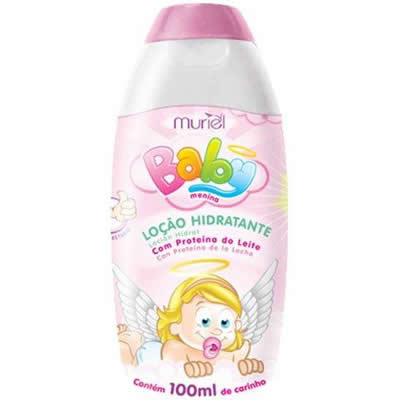 muriel
Baby
menina
LOÇÃO HIDRATANTE
Loción Hidrat
Com Proteína do Leite
Con Proteína de la Leche
Contém 100ml de carinho